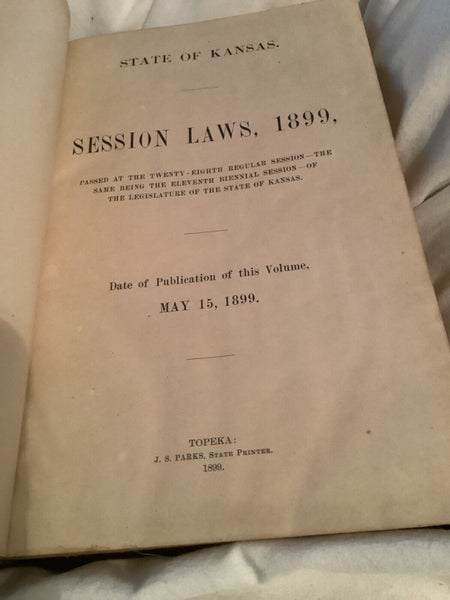 STATE OF KANSAS.
SESSION LAWS, 1899,
PASSED AT THE TWENTY-EIGHTH REGULAR SESSION—THE
SAME BEING THE ELEVENTH BIENNIAL SESSION—OF
THE LEGISLATURE OF THE STATE OF KANSAS.
Date of Publication of this Volume,
MAY 15, 1899.
TOPEKA:
J. S. PARKS, STATE PRINTER.
1899.